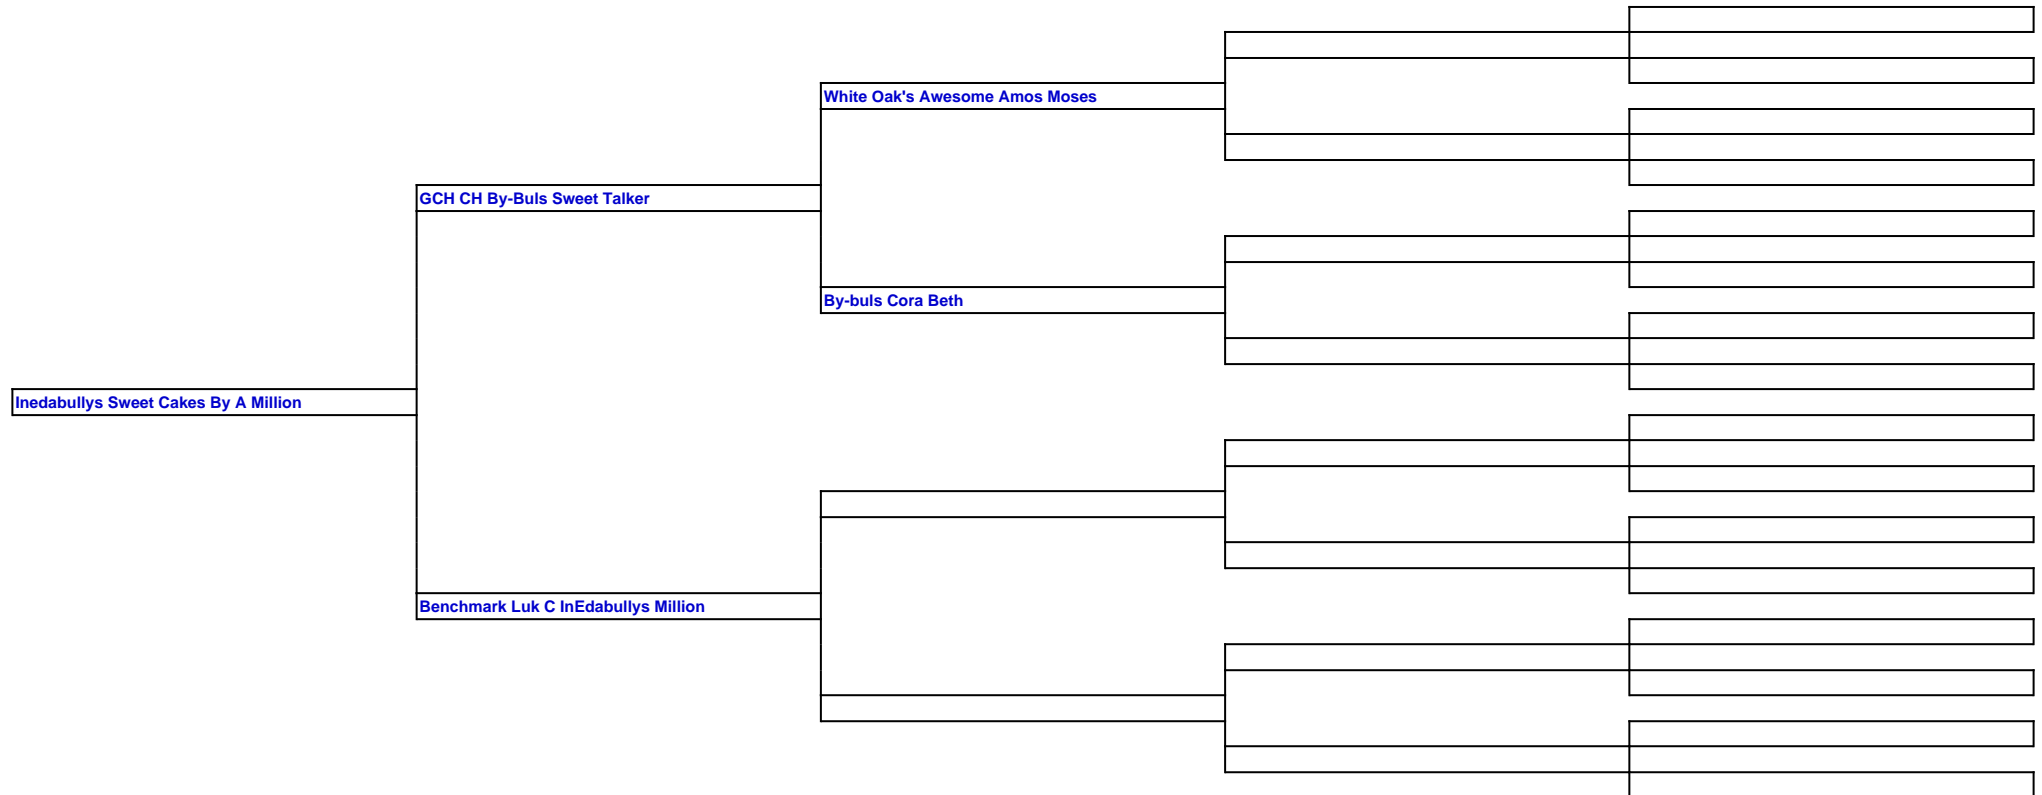 White Oak's Awesome Amos Moses
GCH CH By-Buls Sweet Talker
By-buls Cora Beth
Inedabullys Sweet Cakes By A Million
Benchmark Luk C InEdabullys Million